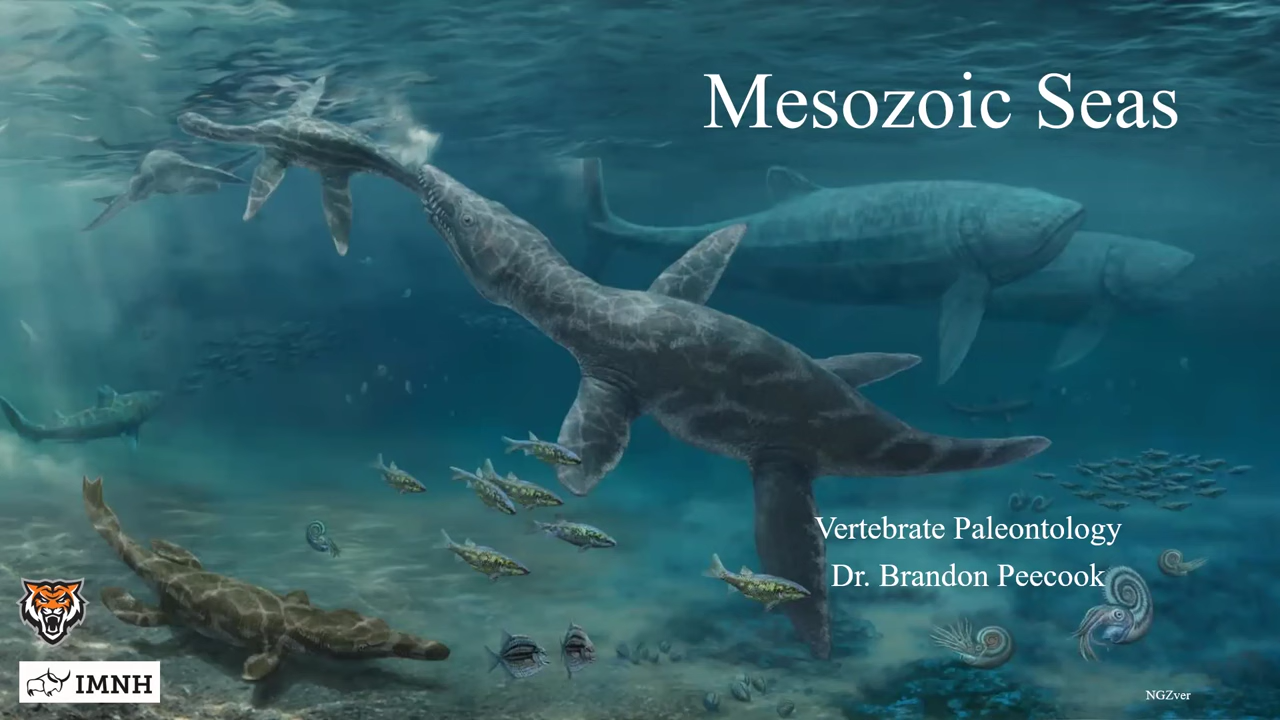 Mesozoic Seas
Vertebrate Paleontology
Dr. Brandon Peecook
IMNH
NGZver